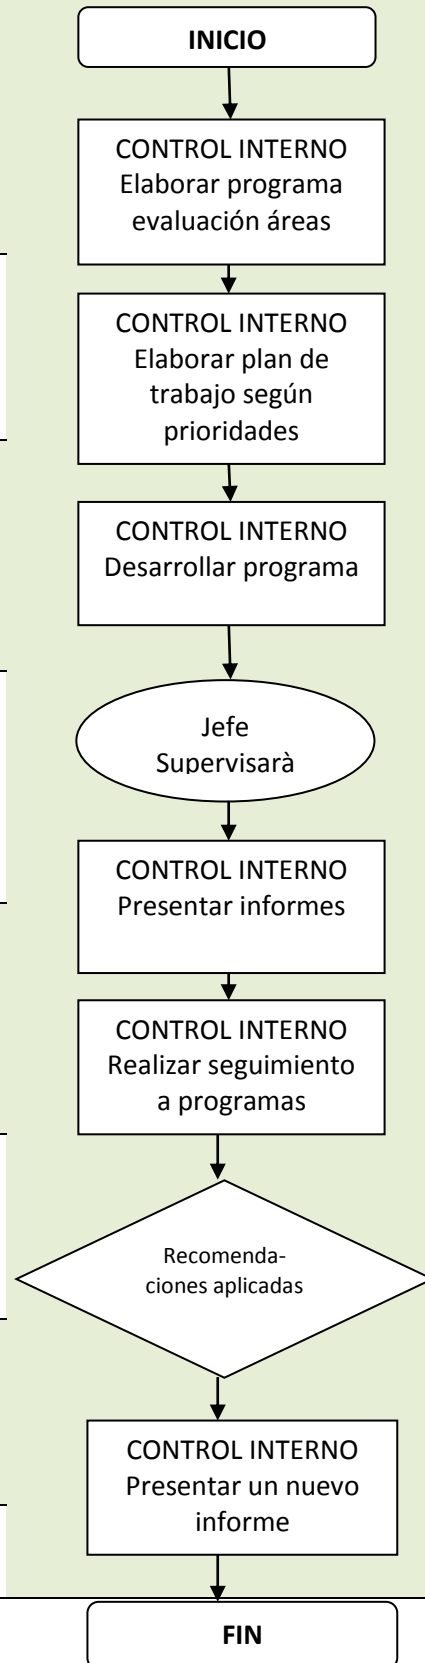 INICIO
CONTROL INTERNO
Elaborar programa
evaluación áreas
CONTROL INTERNO
Elaborar plan de
trabajo según
prioridades
CONTROL INTERNO
Desarrollar programa
Jefe
Supervisarà
CONTROL INTERNO
Presentar informes
CONTROL INTERNO
Realizar seguimiento
a programas
Recomenda-
ciones aplicadas
CONTROL INTERNO
Presentar un nuevo
informe
FIN